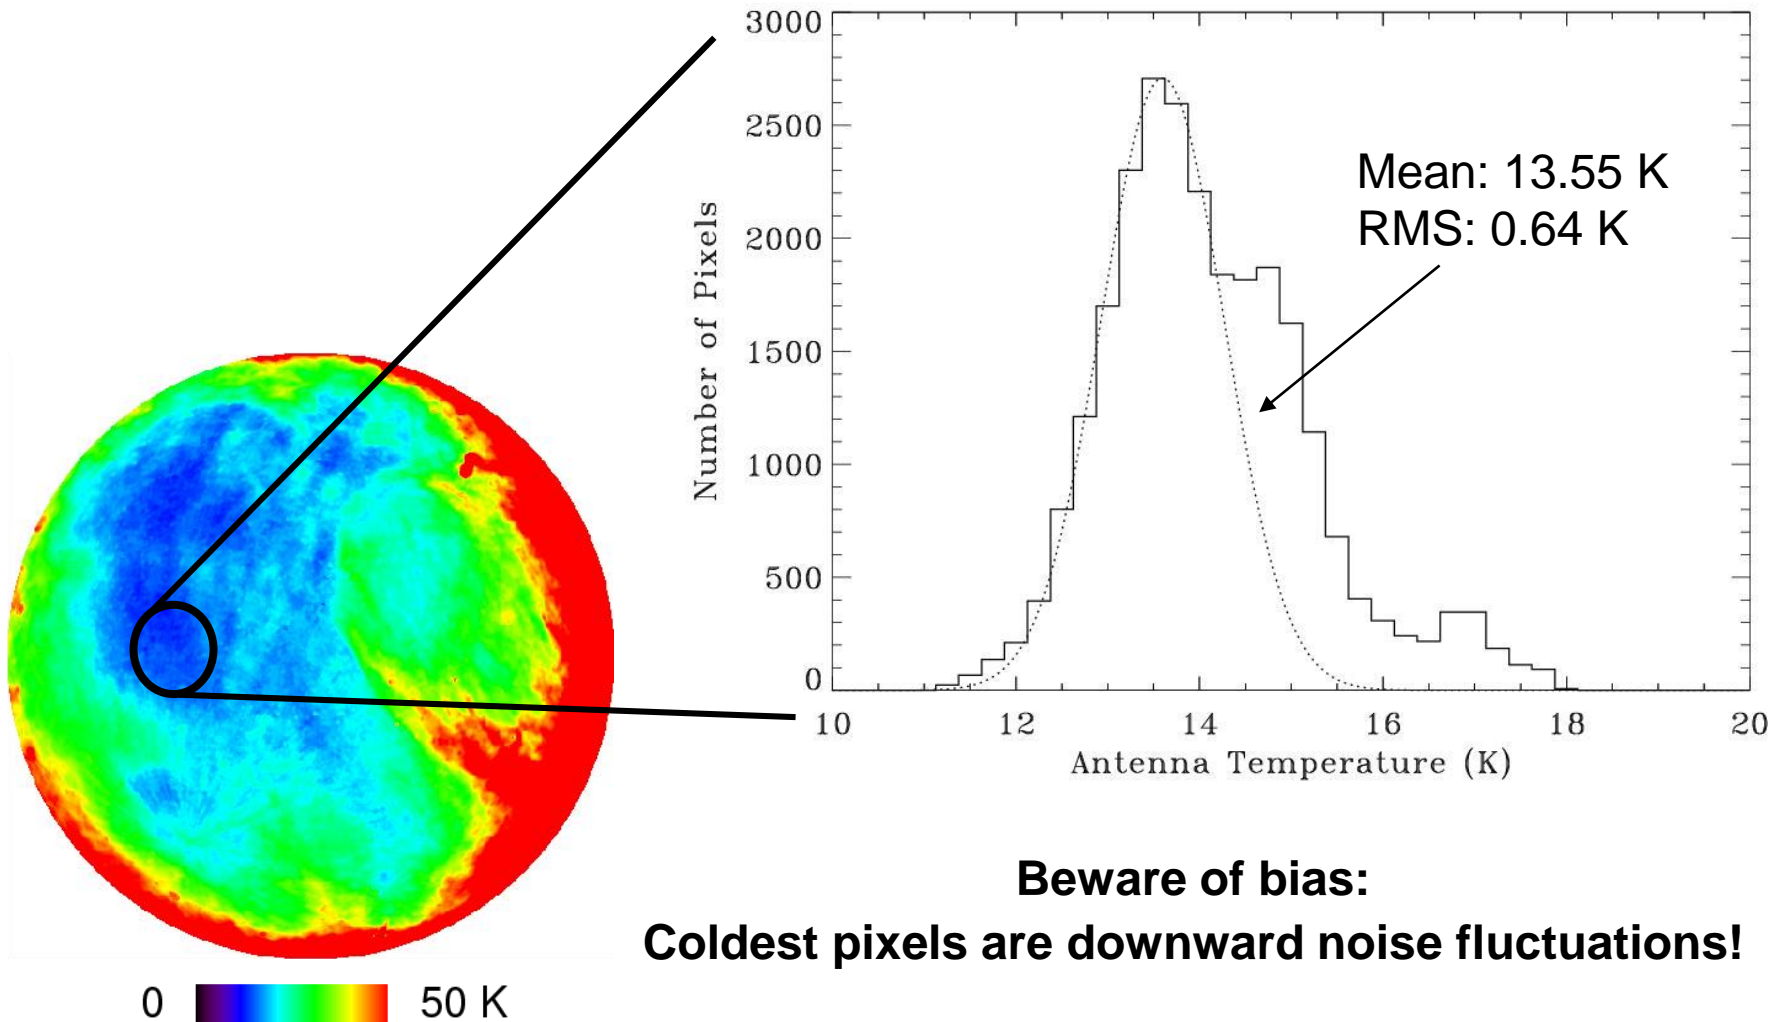 3000
2500
2000
1500
1000
500
0
Number of Pixels
Mean: 13.55 K
RMS: 0.64 K
10 12 14 16 18 20
Antenna Temperature (K)
Beware of bias:
Coldest pixels are downward noise fluctuations!
0 50 K